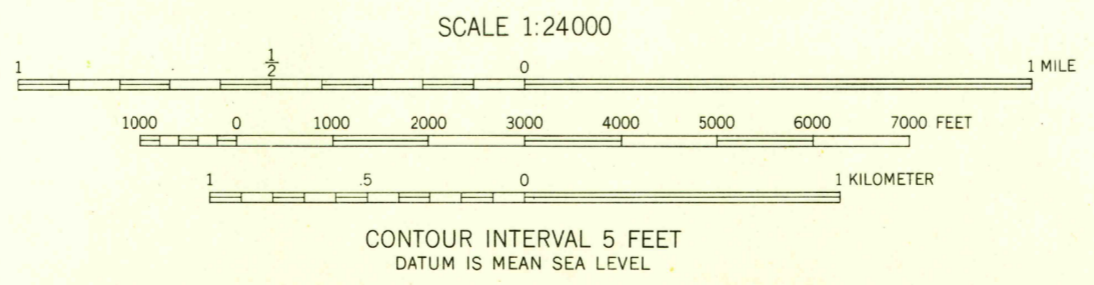 SCALE 1:24000
1 1/2 0 1 MILE
1000 0 1000 2000 3000 4000 5000 6000 7000 FEET
1 .5 0 1 KILOMETER
CONTOUR INTERVAL 5 FEET
DATUM IS MEAN SEA LEVEL